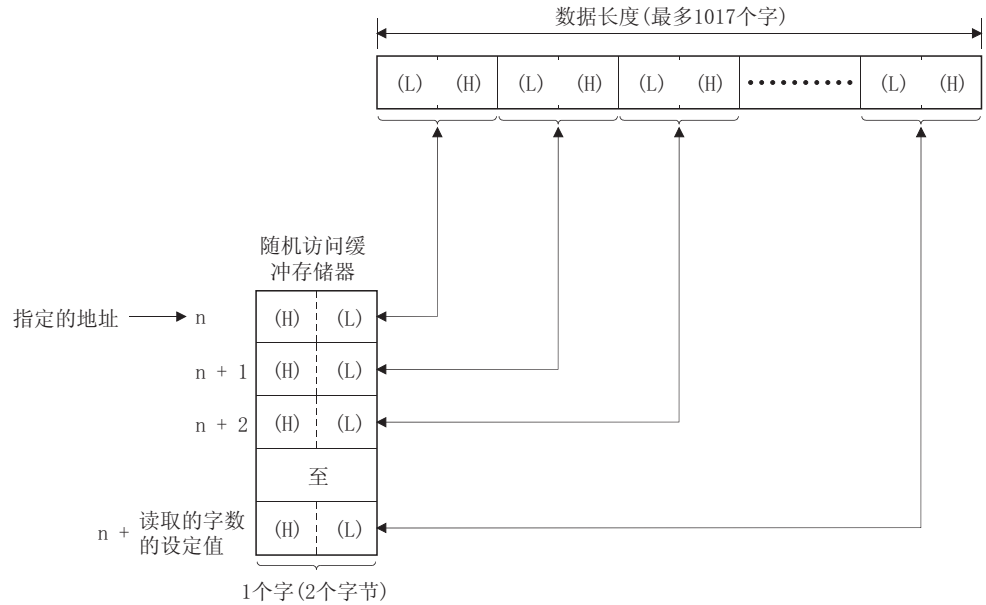 数据长度(最多1017个字)
(L) (H) (L) (H) (L) (H) •••••••••• (L) (H)
随机访问缓
冲存储器
指定的地址 n (H) (L)
n + 1 (H) (L)
n + 2 (H) (L)
至
n + 读取的字数
的设定值 (H) (L)
1个字(2个字节)